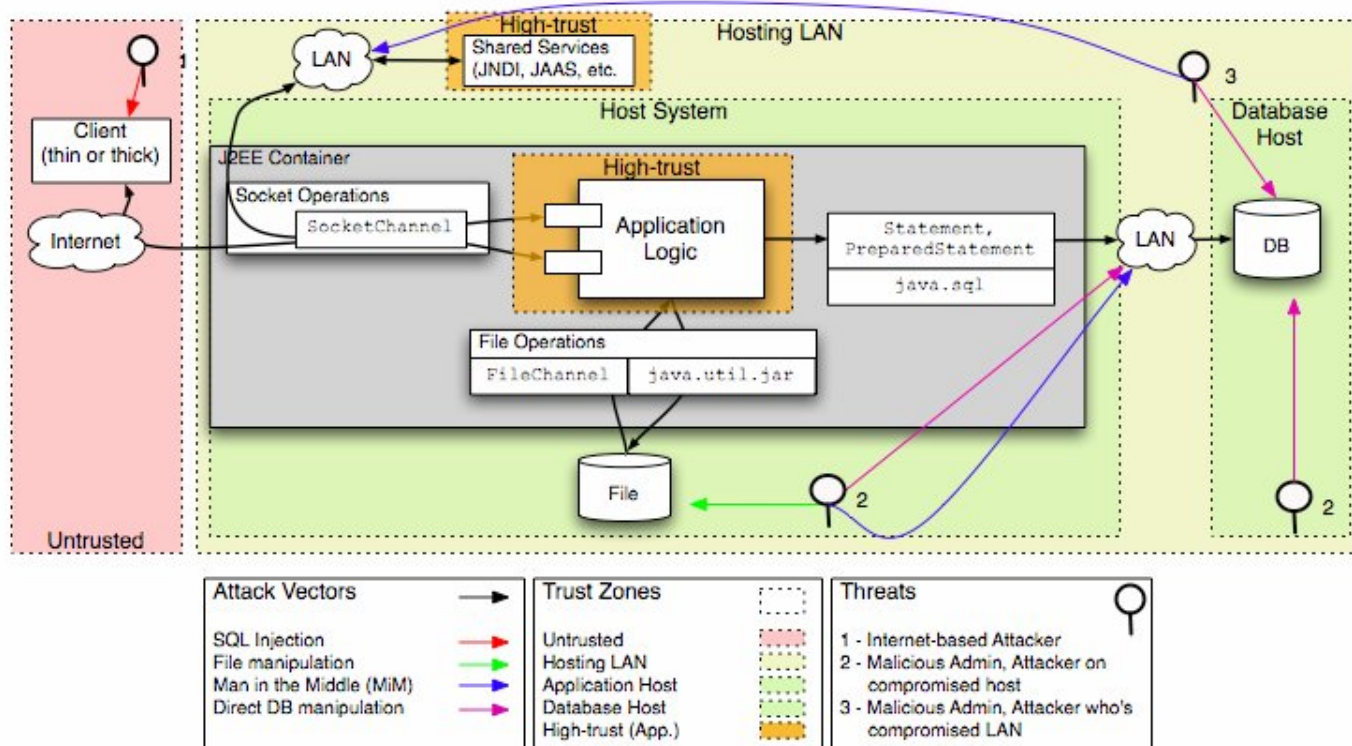 High-trust
Hosting LAN
1
LAN
Shared Services
(JNDI, JAAS, etc.
3
Client
(thin or thick)
Host System
Database
Host
J2EE Container
High-trust
Socket Operations
SocketChannel
Internet
Application
Logic
Statement,
PreparedStatement
java.sql
LAN
DB
File Operations
FileChannel
java.util.jar
File
2
2
Untrusted
Attack Vectors
SQL Injection
File manipulation
Man in the Middle (MiM)
Direct DB manipulation
Trust Zones
Untrusted
Hosting LAN
Application Host
Database Host
High-trust (App.)
Threats
1 - Internet-based Attacker
2 - Malicious Admin, Attacker on
compromised host
3 - Malicious Admin, Attacker who's
compromised LAN